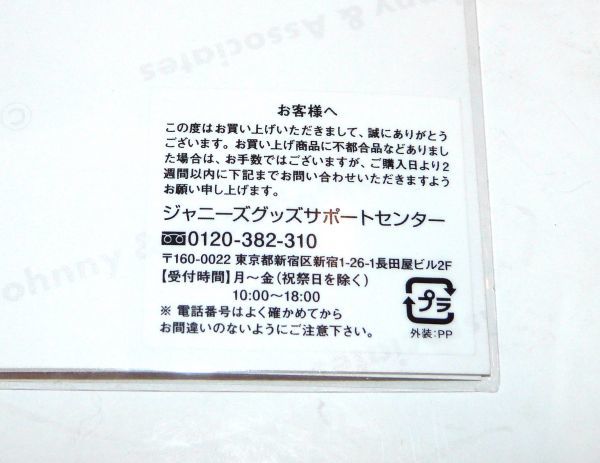 nny & Associates
©
お客様へ
この度はお買い上げいただきまして、誠にありがとう
ございます。お買い上げ商品に不都合品などありまし
た場合は、お手数ではございますが、ご購入日より2
週間以内に下記までお問い合わせいただきますよう
お願い申し上げます。
ジャニーズグッズサポートセンター
0120-382-310
〒160-0022 東京都新宿区新宿1-26-1長田屋ビル2F
【受付時間】月～金(祝祭日を除く)
10:00～18:00
※ 電話番号はよく確かめてから
お間違いのないようにご注意下さい。
プラ
外装:PP
ohnny &